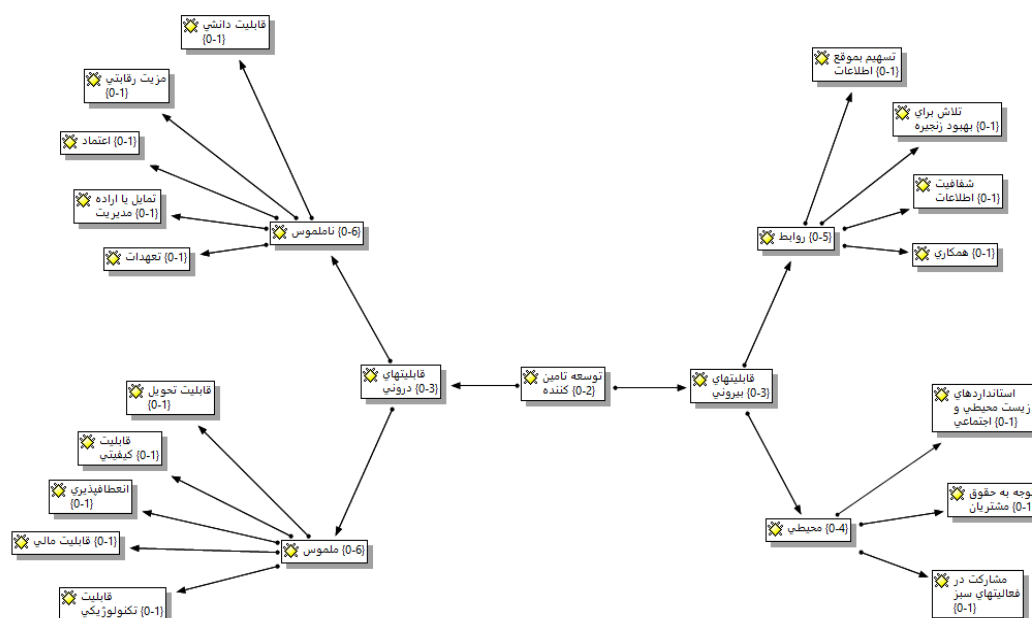 قابليت دانشي
{0-1}
مزيت رقابتي
{0-1}
اعتماد {0-1}
تمايل يا اراده
مديريت {0-1}
تعهدات {0-1}
ناملموس {0-6}
تسهيم بموقع
اطلاعات {0-1}
تلاش براي
بهبود زنجيره {0-1}
شفافيت
اطلاعات {0-1}
همكاري {0-1}
روابط {0-5}
قابليتهاي
دروني {0-3}
توسعه تامين
كننده {0-2}
قابليتهاي
بيروني {0-3}
قابليت تحويل
{0-1}
قابليت
كيفيتي {0-1}
انعطافپذيري
{0-1}
قابليت مالي {0-1}
قابليت
تكنولوژيكي {0-1}
ملموس {0-6}
استانداردهاي
زيست محيطي و
اجتماعي {0-1}
به حقوق
مشتريان
محيطي {0-4}
مشاركت در
فعاليتهاي سبز
{0-1}